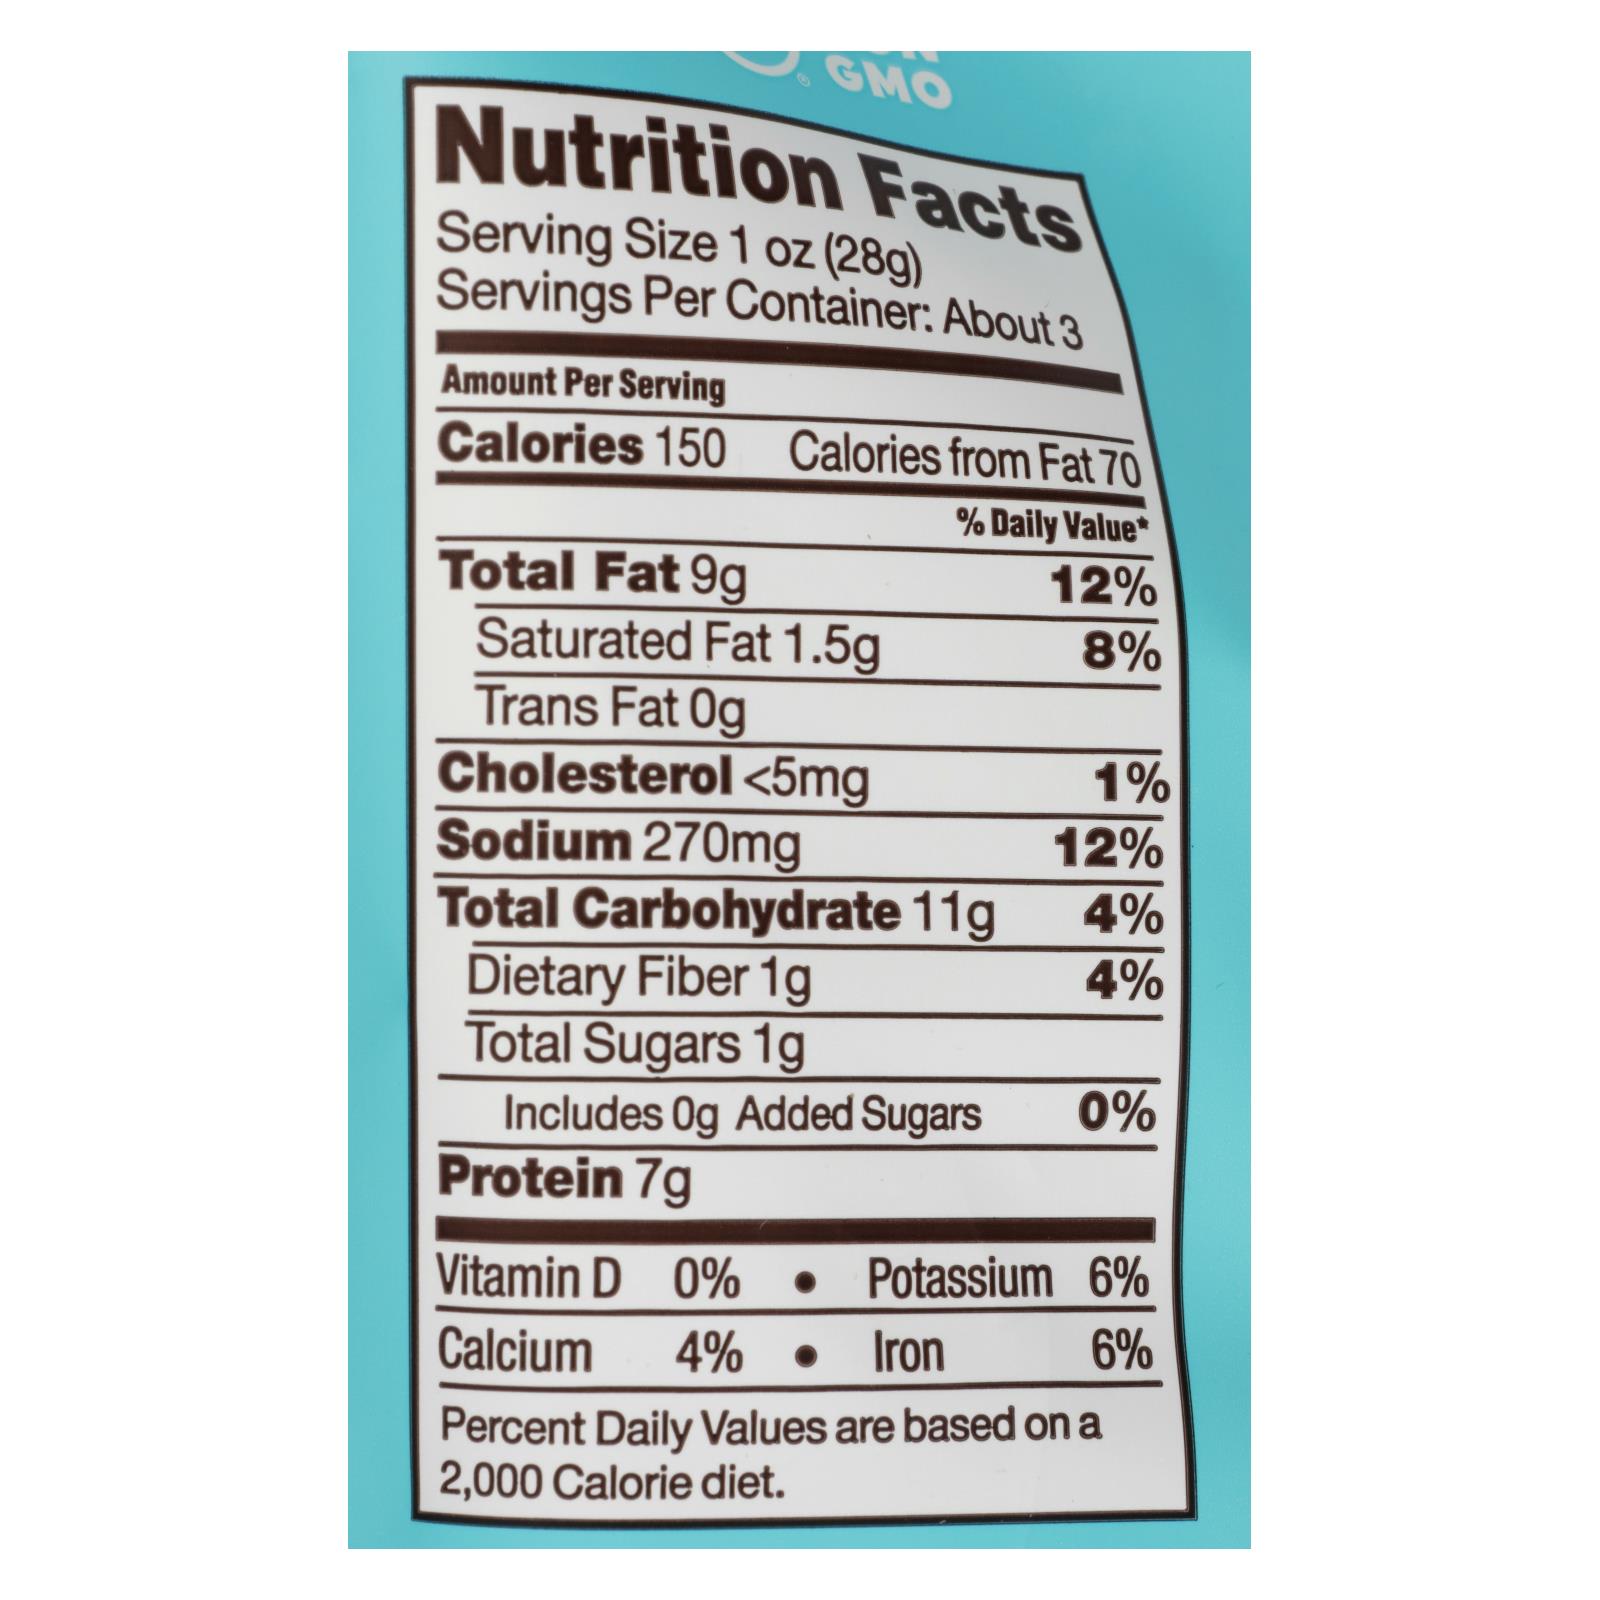 GMO
Nutrition Facts
Serving Size 1 oz (28g)
Servings Per Container: About 3
Amount Per Serving
Calories 150 Calories from Fat 70
% Daily Value*
Total Fat 9g 12%
Saturated Fat 1.5g 8%
Trans Fat 0g
Cholesterol <5mg 1%
Sodium 270mg 12%
Total Carbohydrate 11g 4%
Dietary Fiber 1g 4%
Total Sugars 1g
Includes 0g Added Sugars 0%
Protein 7g
Vitamin D 0% • Potassium 6%
Calcium 4% • Iron 6%
Percent Daily Values are based on a
2,000 Calorie diet.